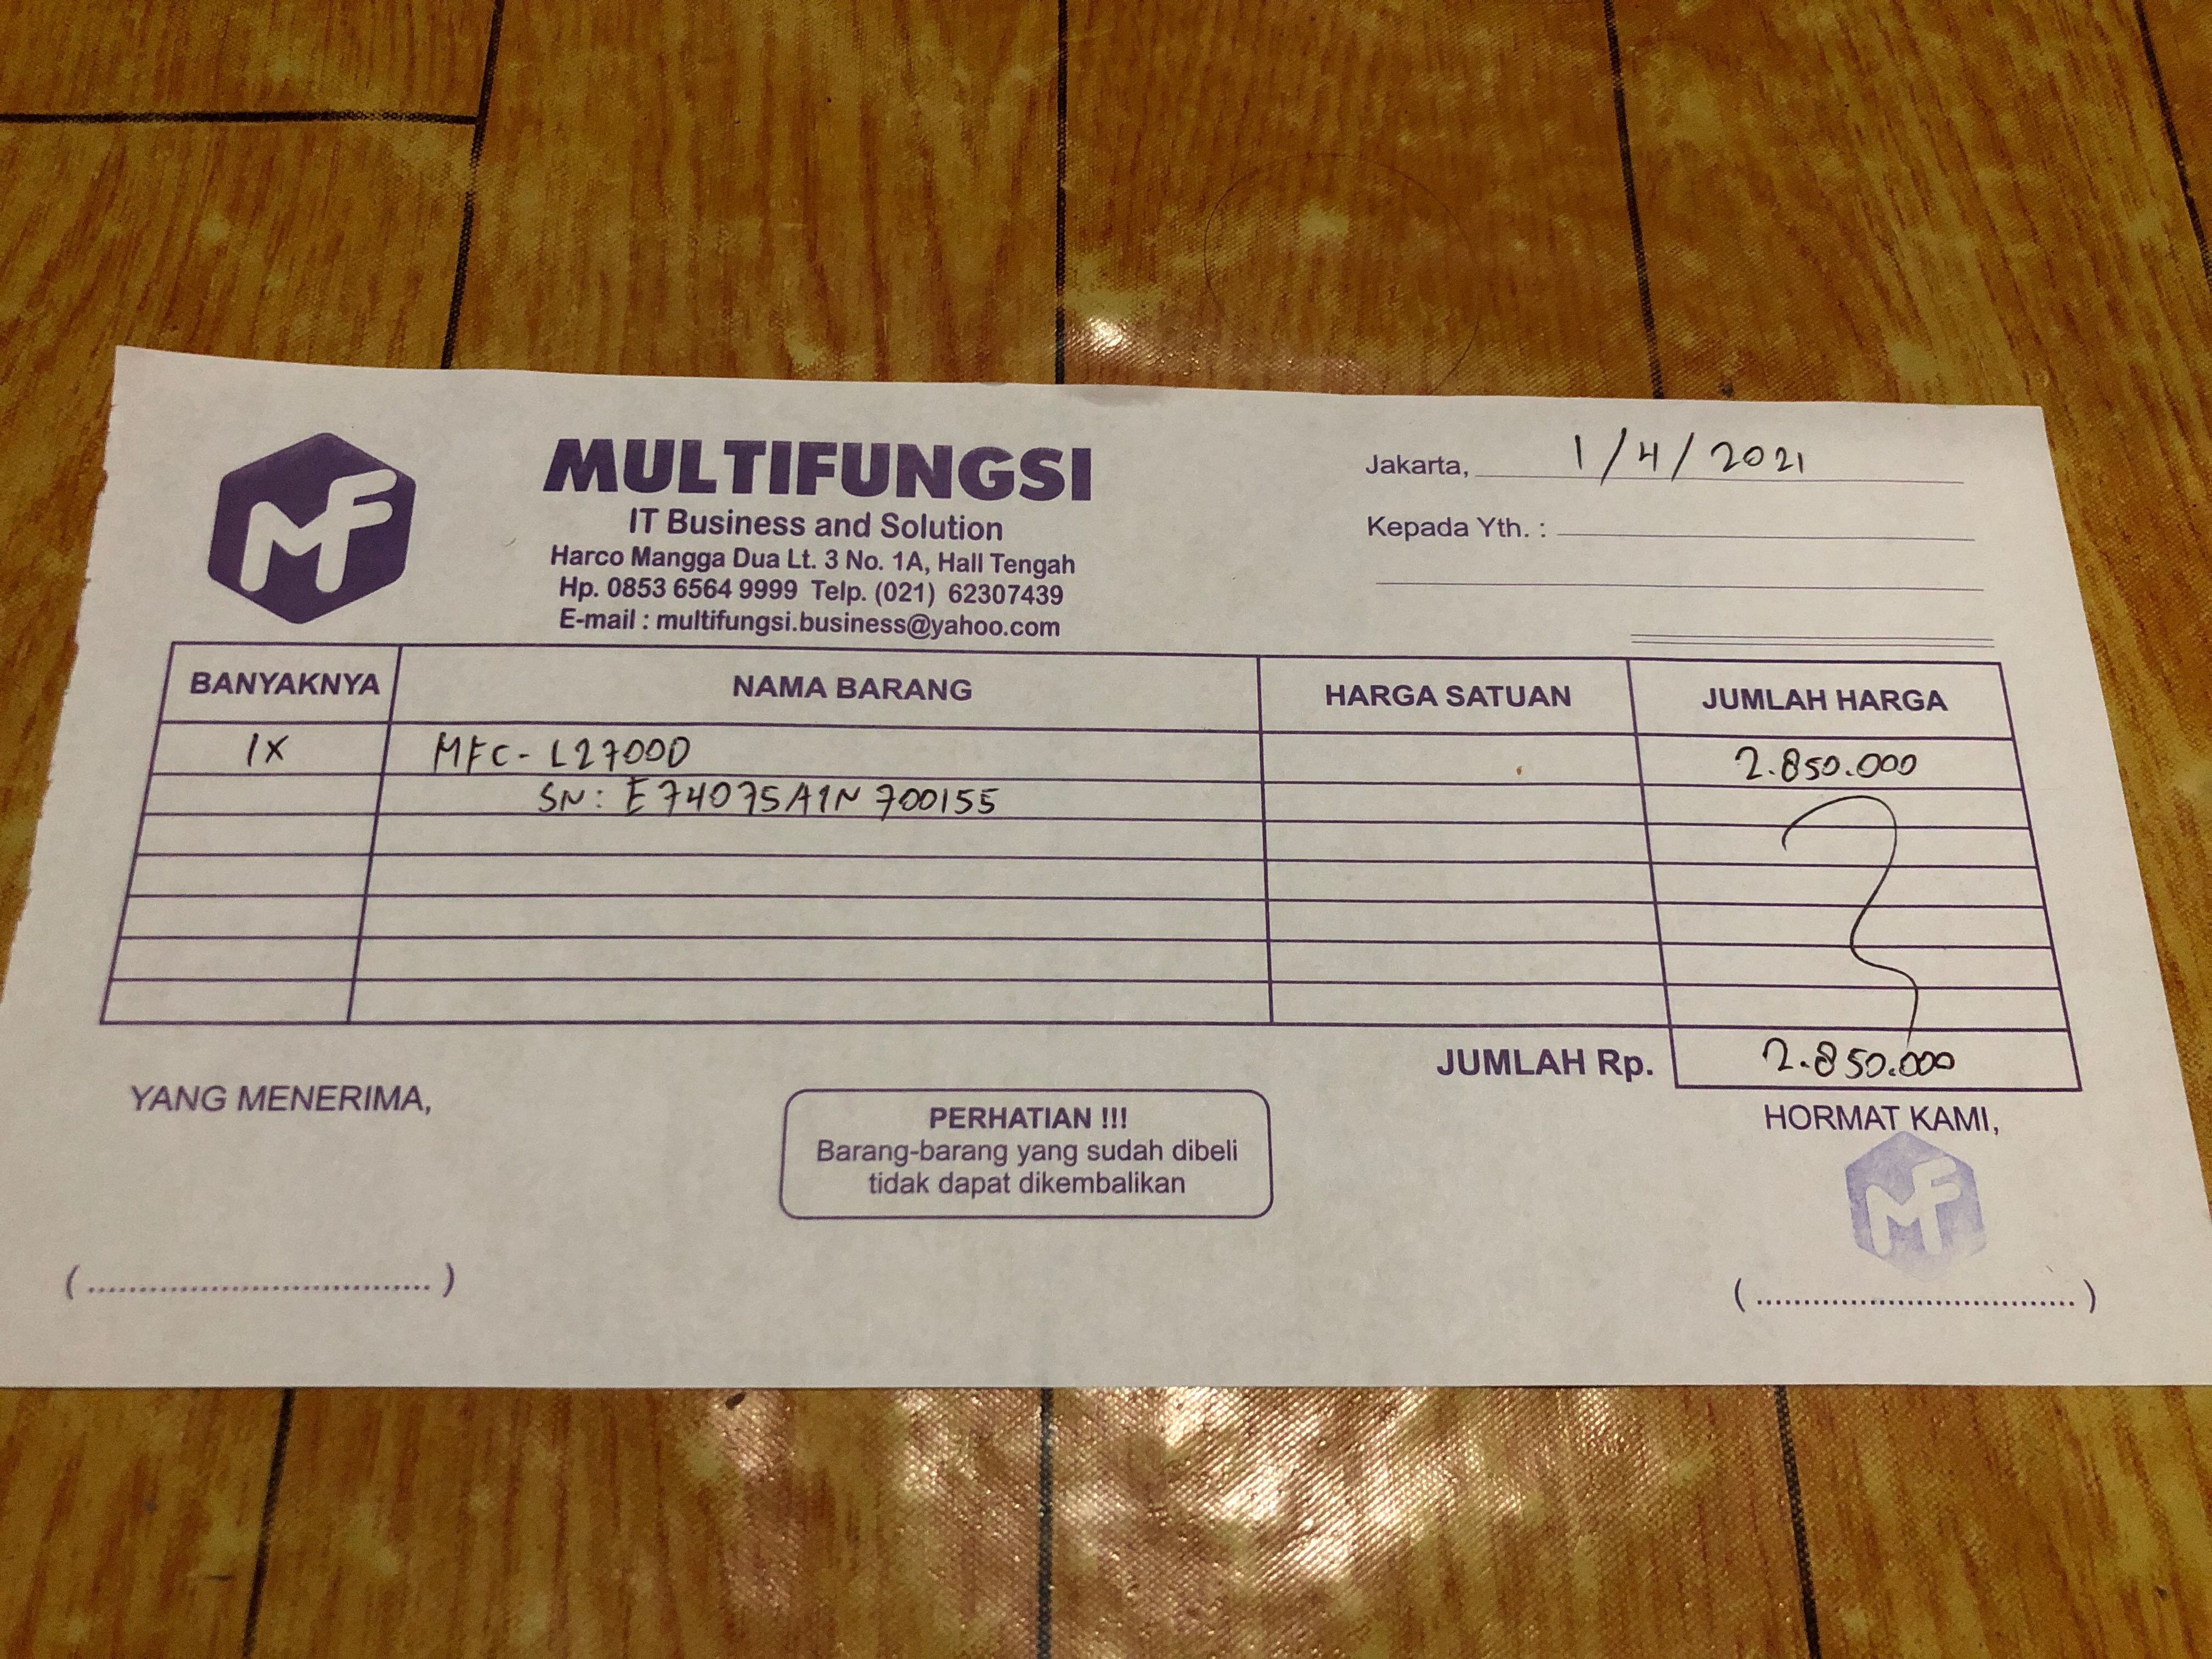 MF
MULTIFUNGSI
IT Business and Solution
Harco Mangga Dua Lt. 3 No. 1A, Hall Tengah
Hp. 0853 6564 9999 Telp. (021) 62307439
E-mail : multifungsi.business@yahoo.com
Jakarta, 1/4/2021
Kepada Yth. :
BANYAKNYA NAMA BARANG HARGA SATUAN JUMLAH HARGA
1X MFC-L2700D 2.850.000
SN: E74075A1N700155
JUMLAH Rp. 2.850.000
YANG MENERIMA,
PERHATIAN !!!
Barang-barang yang sudah dibeli
tidak dapat dikembalikan
HORMAT KAMI,
MF
(....................................)
(....................................)